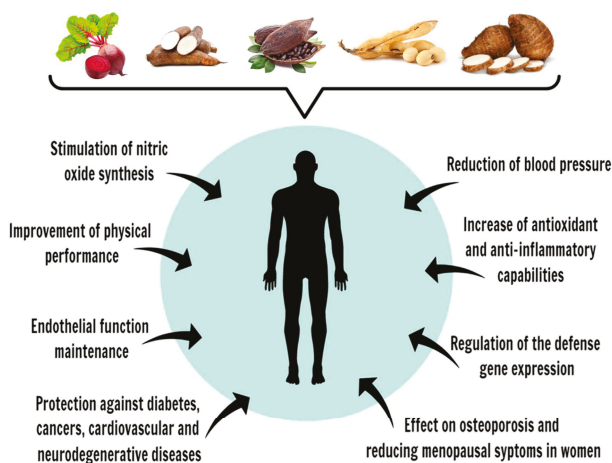 Stimulation of nitric
oxide synthesis
Improvement of physical
performance
Endothelial function
maintenance
Protection against diabetes,
cancers, cardiovascular and
neurodegenerative diseases
Reduction of blood pressure
Increase of antioxidant
and anti-inflammatory
capabilities
Regulation of the defense
gene expression
Effect on osteoporosis and
reducing menopausal syptoms in women